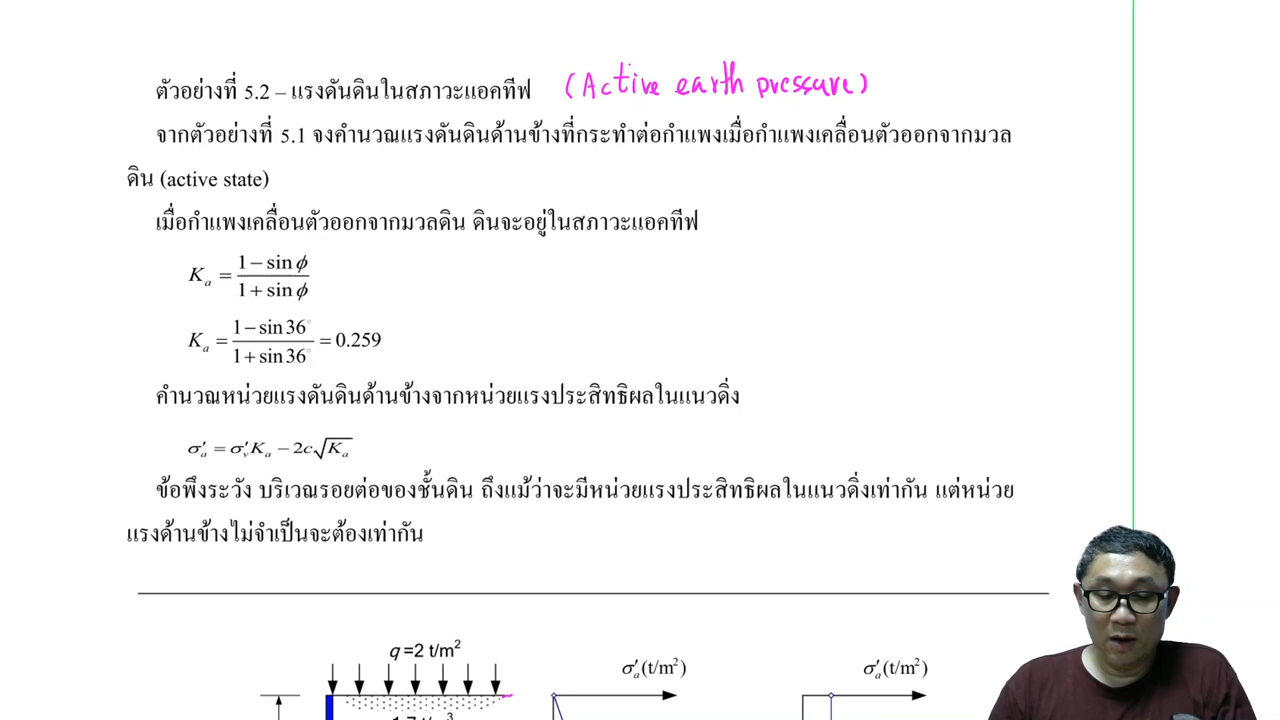 ตัวอย่างที่ 5.2 – แรงดันดินในสภาวะแอคทีฟ (Active earth pressure)
จากตัวอย่างที่ 5.1 จงคำนวณแรงดันดินด้านข้างที่กระทำต่อกำแพงเมื่อกำแพงเคลื่อนตัวออกจากมวล
ดิน (active state)
เมื่อกำแพงเคลื่อนตัวออกจากมวลดิน ดินจะอยู่ในสภาวะแอคทีฟ
Kₐ = (1 − sin ϕ) / (1 + sin ϕ)
Kₐ = (1 − sin 36°) / (1 + sin 36°) = 0.259
คำนวณหน่วยแรงดันดินด้านข้างจากหน่วยแรงประสิทธิผลในแนวดิ่ง
σ′ₐ = σ′ᵥKₐ − 2c√Kₐ
ข้อพึงระวัง บริเวณรอยต่อของชั้นดิน ถึงแม้ว่าจะมีหน่วยแรงประสิทธิผลในแนวดิ่งเท่ากัน แต่หน่วย
แรงด้านข้างไม่จำเป็นจะต้องเท่ากัน
q =2 t/m²
σ′ₐ(t/m²) σ′ₐ(t/m²)